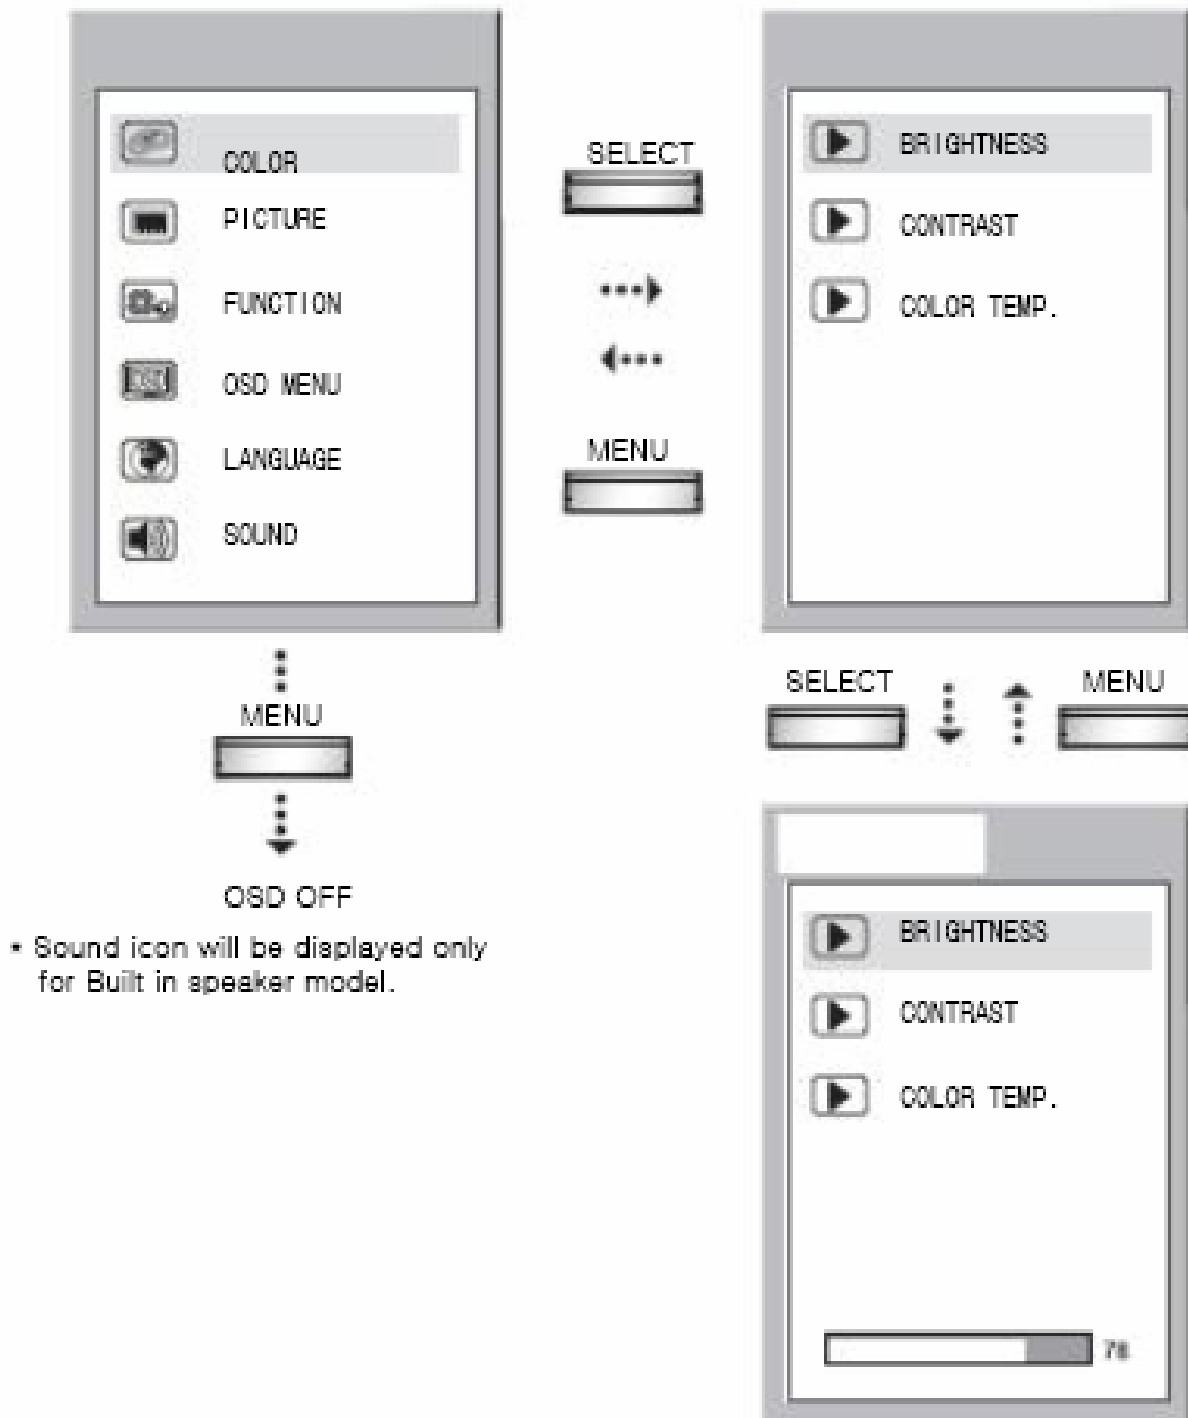 COLOR
PICTURE
FUNCTION
OSD MENU
LANGUAGE
SOUND
SELECT
MENU
BRIGHTNESS
CONTRAST
COLOR TEMP.
MENU
OSD OFF
• Sound icon will be displayed only
for Built in speaker model.
SELECT
MENU
BRIGHTNESS
CONTRAST
COLOR TEMP.